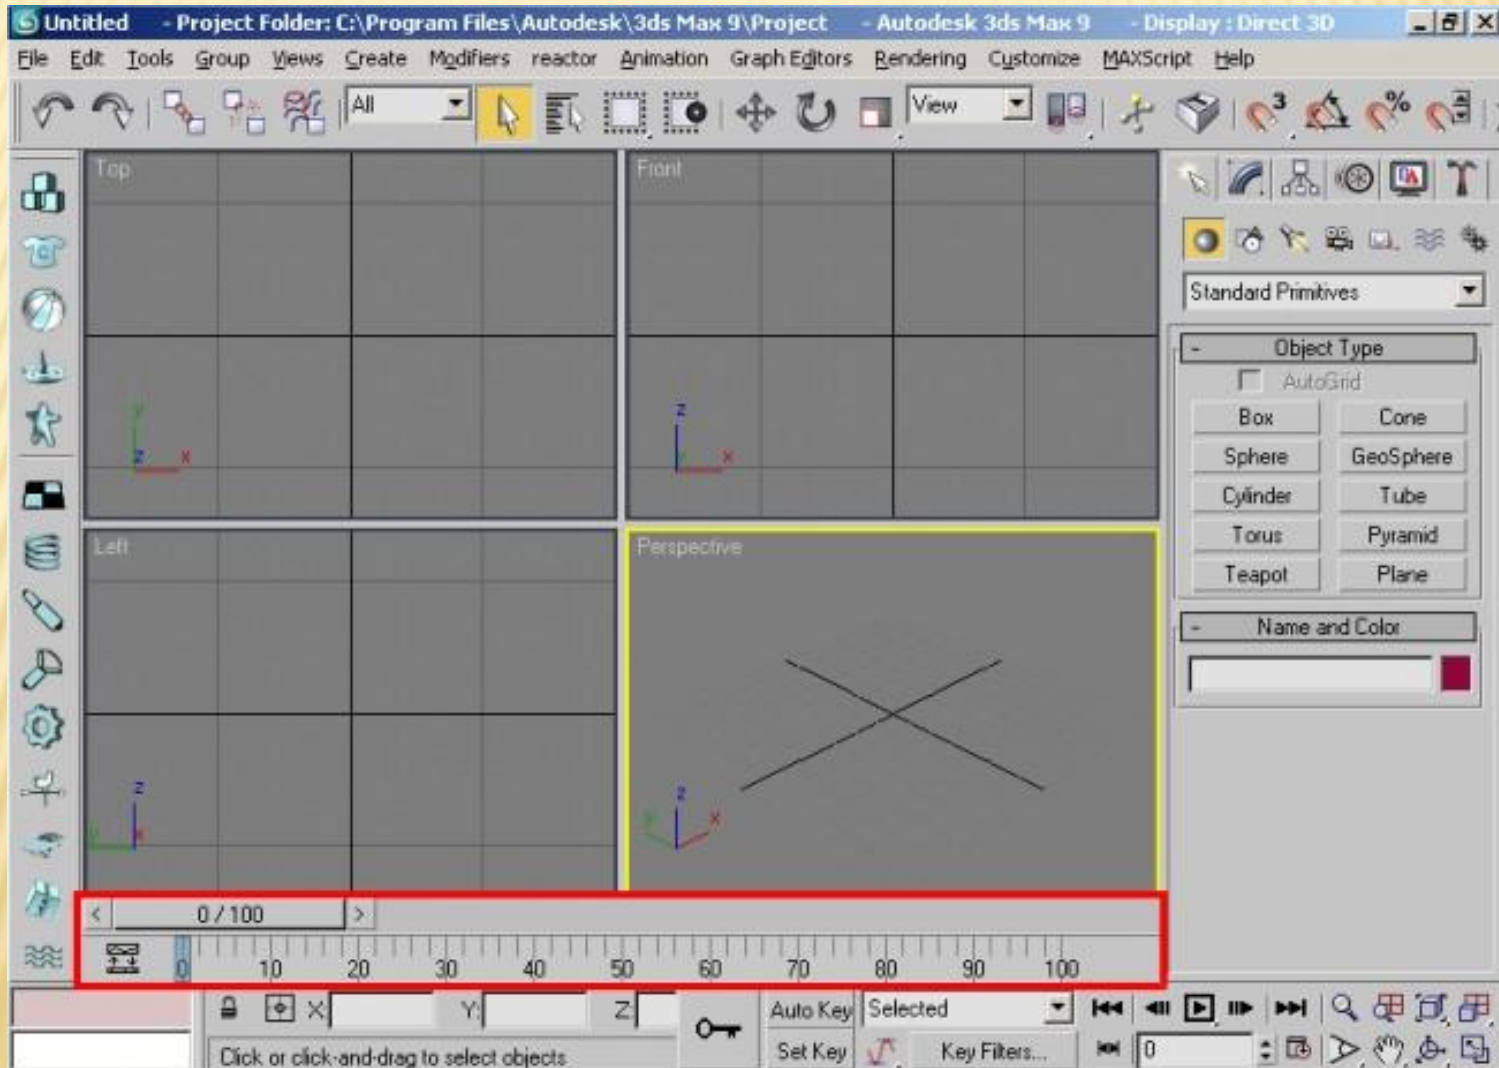 Untitled - Project Folder: C:\Program Files\Autodesk\3ds Max 9\Project - Autodesk 3ds Max 9 - Display : Direct 3D
File Edit Tools Group Views Create Modifiers reactor Animation Graph Editors Rendering Customize MAXScript Help
All View 3 %
Top
y
z x
Front
z
y x
Left
z
y x
Perspective
z
y x
Standard Primitives
- Object Type
AutoGrid
Box Cone
Sphere GeoSphere
Cylinder Tube
Torus Pyramid
Teapot Plane
- Name and Color
< 0 / 100 >
0 10 20 30 40 50 60 70 80 90 100
X: Y: Z: Auto Key Selected
Click or click-and-drag to select objects Set Key Key Filters... 0